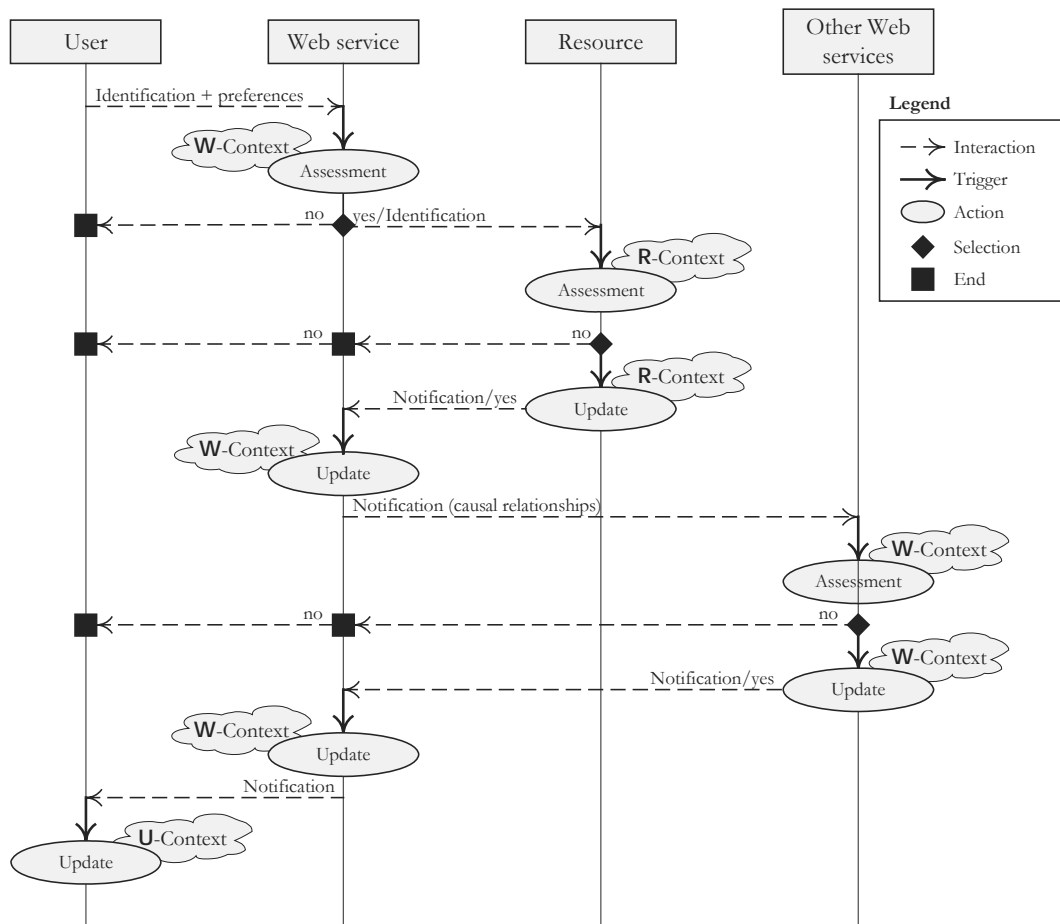 User
Web service
Resource
Other Web
services
Identification + preferences
W-Context
Assessment
no
yes/Identification
R-Context
Assessment
no
no
R-Context
Notification/yes
Update
W-Context
Update
Notification (causal relationships)
W-Context
Assessment
no
no
W-Context
Notification/yes
Update
W-Context
Update
Notification
U-Context
Update
Legend
Interaction
Trigger
Action
Selection
End